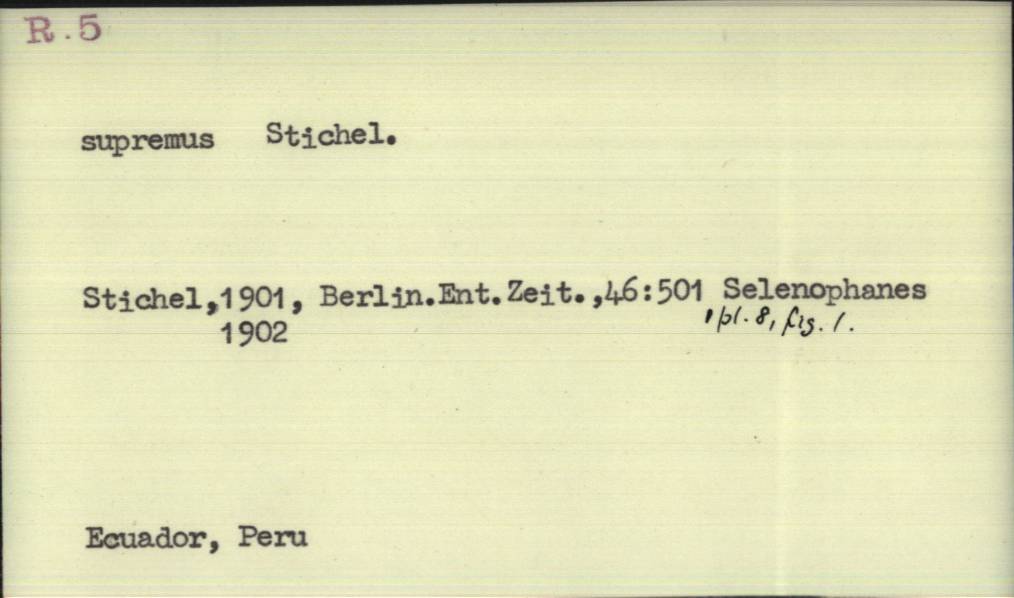 R.5
supremus Stichel.
Stichel,1901, Berlin.Ent.Zeit.,46:501 Selenophanes
, pl. 8, fig. 1.
1902
Ecuador, Peru